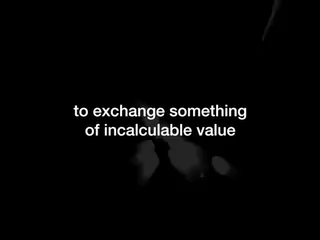 to exchange something
of incalculable value